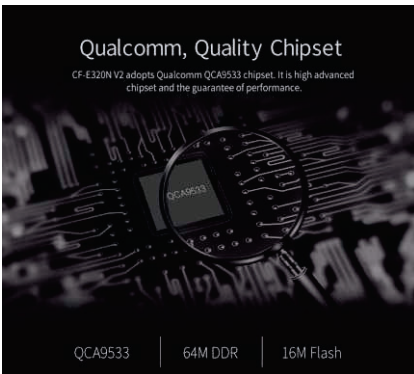 Qualcomm, Quality Chipset
CF-E320N V2 adopts Qualcomm QCA9533 chipset. It is high advanced
chipset and the guarantee of performance.
QCA9533
QCA9533
64M DDR
16M Flash